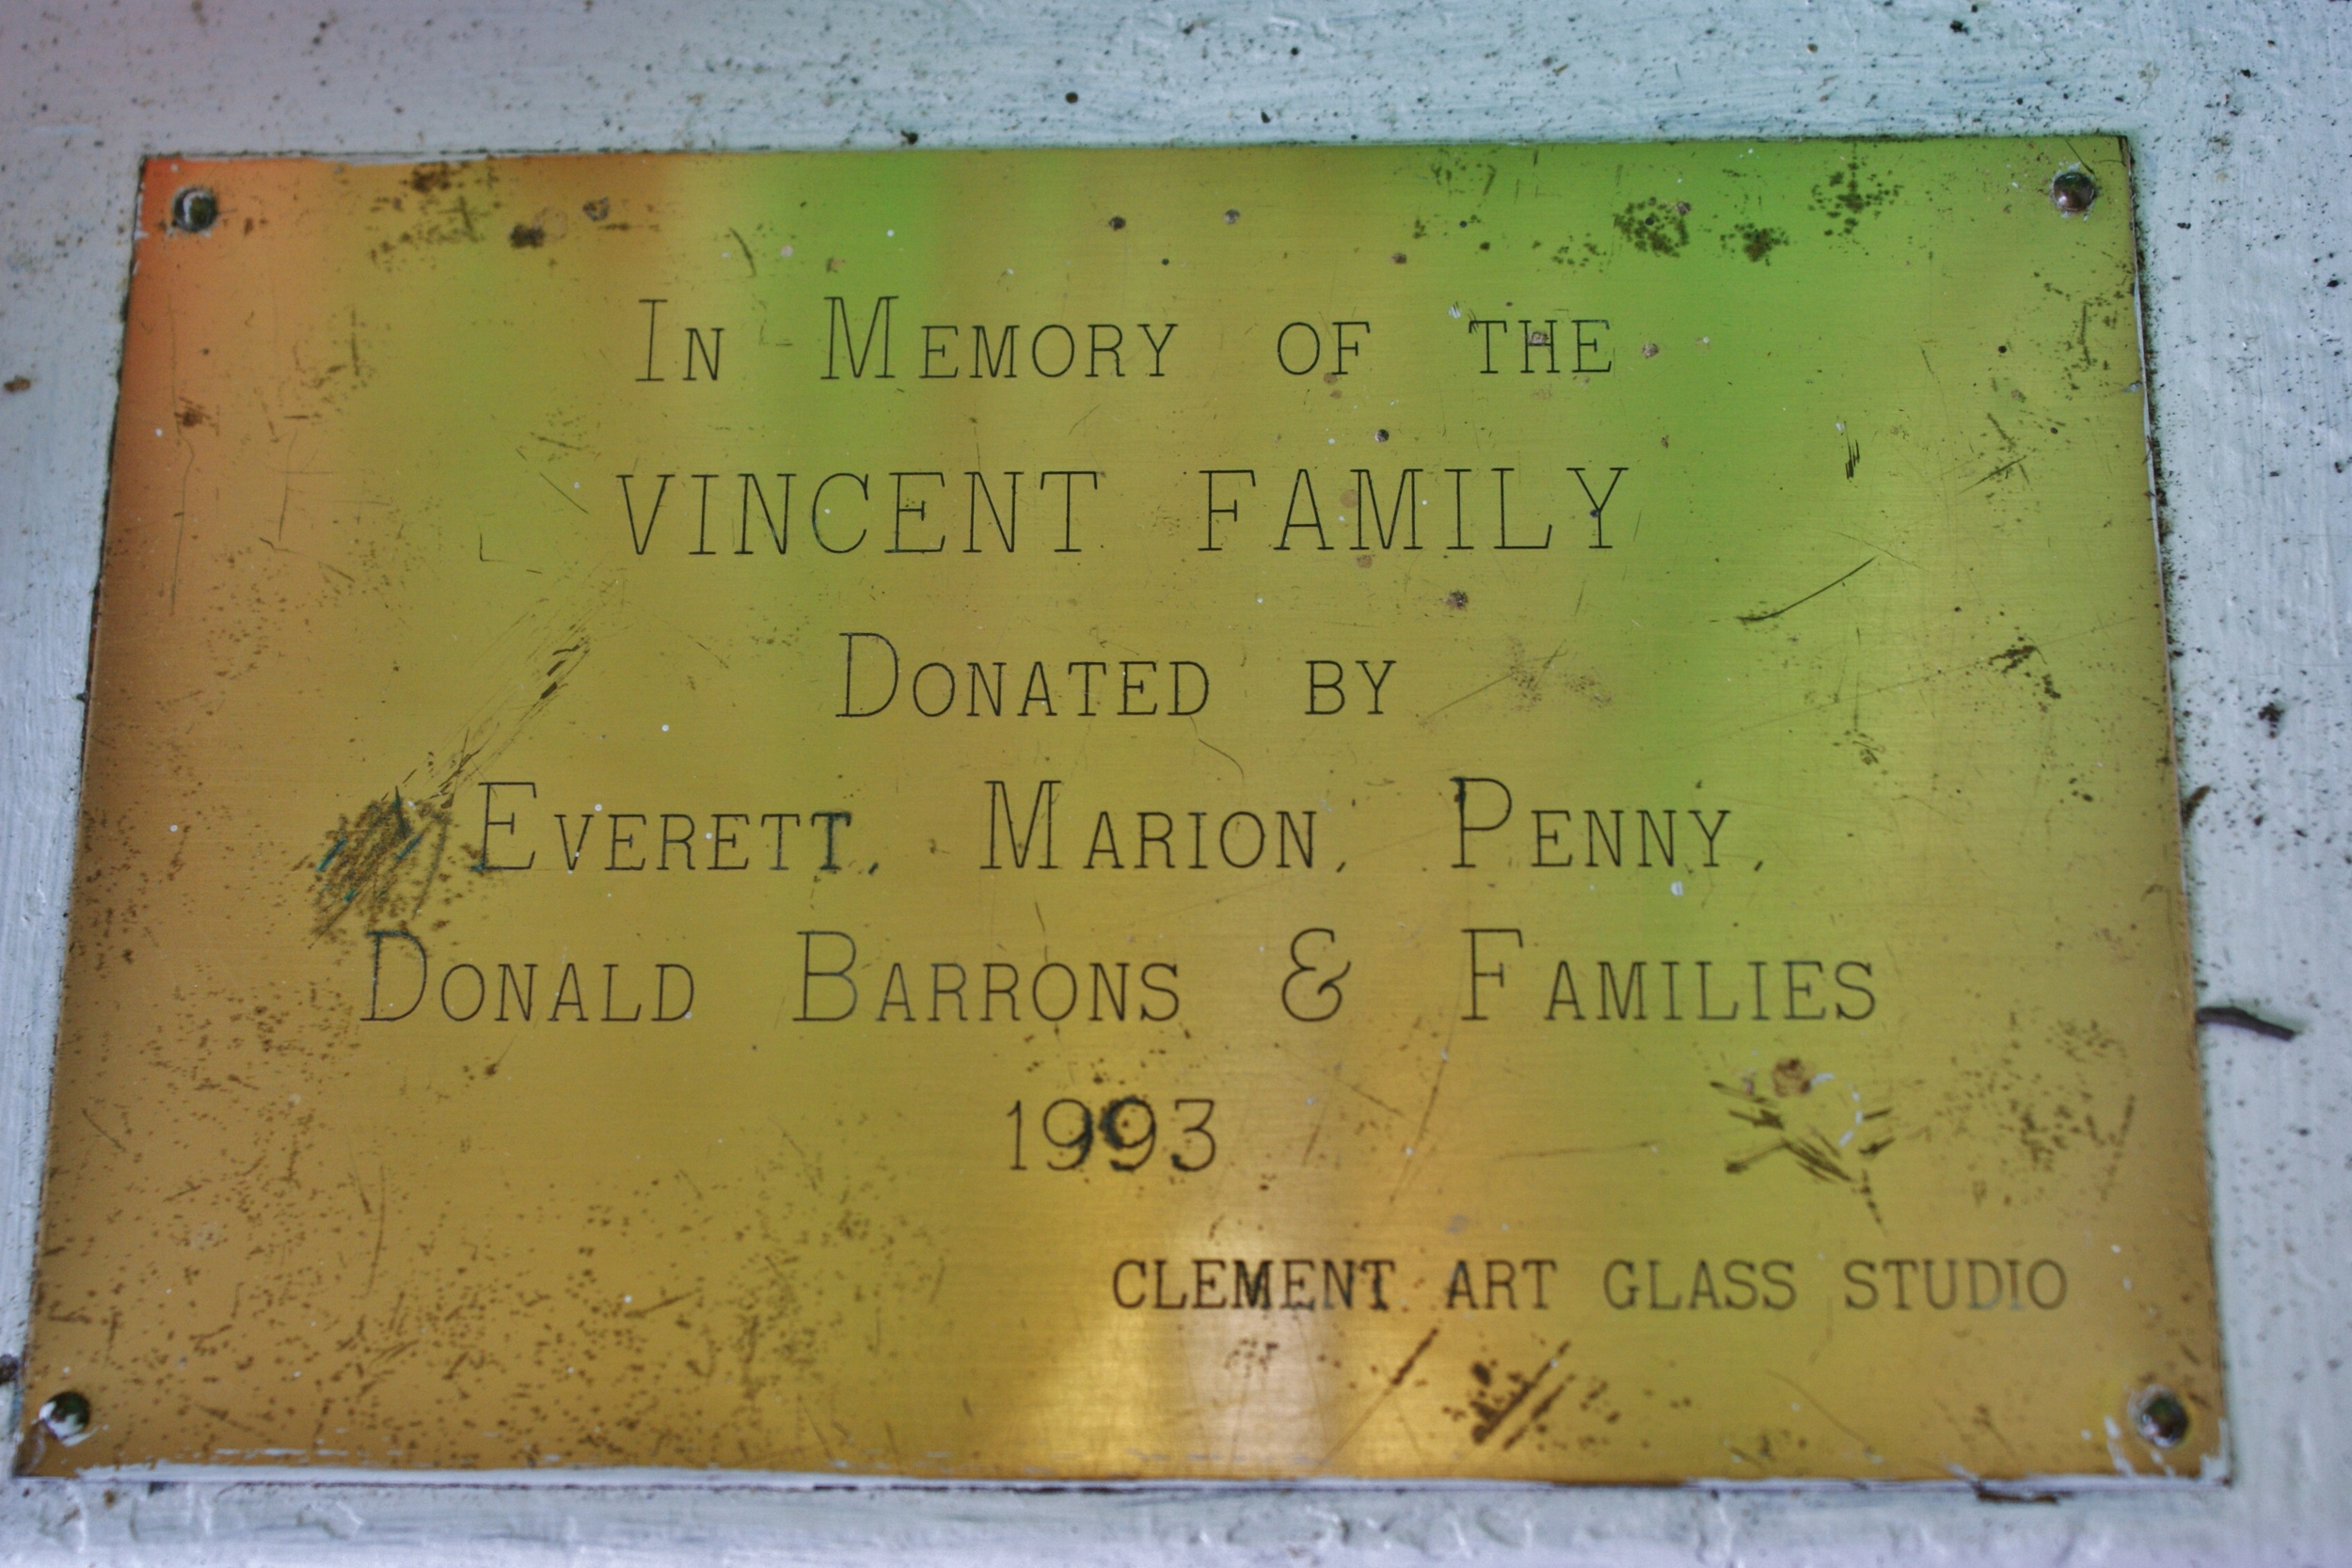 In Memory of the
VINCENT FAMILY
Donated by
Everett, Marion, Penny,
Donald Barrons & Families
1993
CLEMENT ART GLASS STUDIO